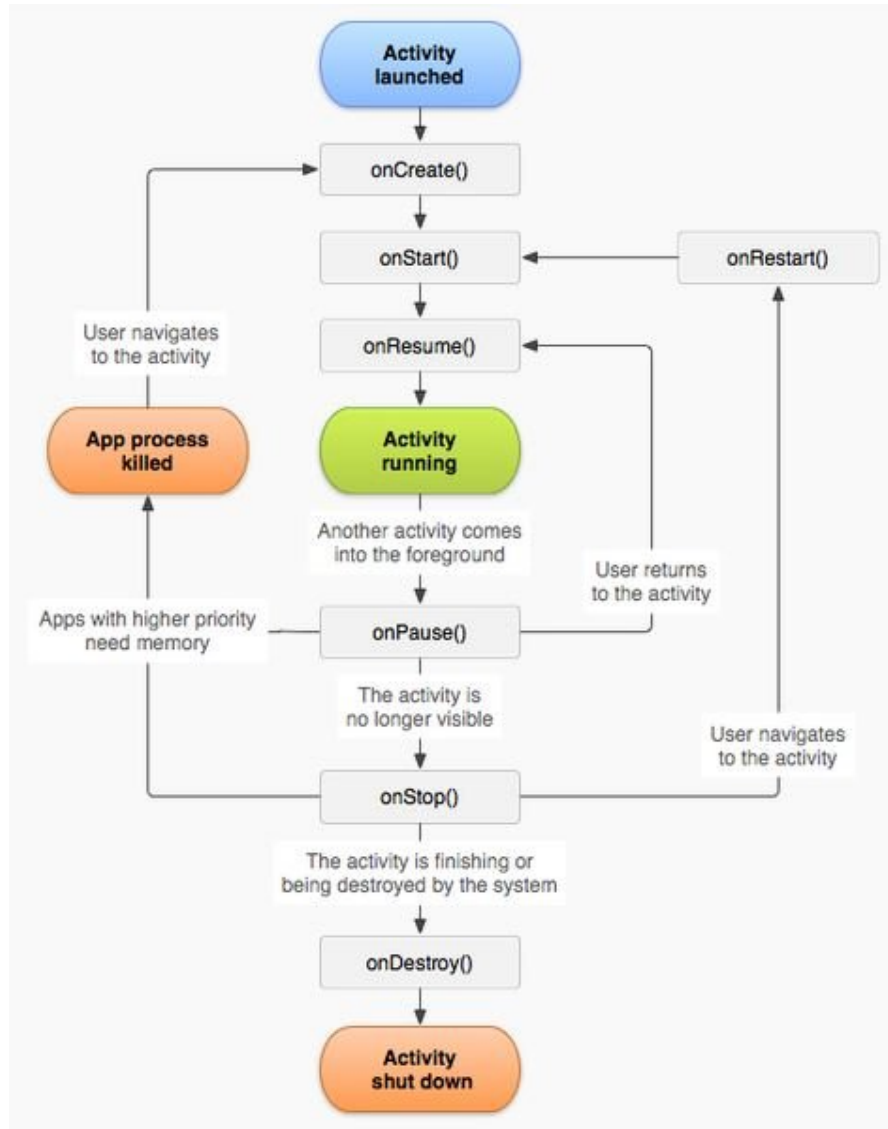 Activity
launched
onCreate()
onStart()
onRestart()
onResume()
User navigates
to the activity
App process
killed
Activity
running
Another activity comes
into the foreground
User returns
to the activity
Apps with higher priority
need memory
onPause()
The activity is
no longer visible
User navigates
to the activity
onStop()
The activity is finishing or
being destroyed by the system
onDestroy()
Activity
shut down